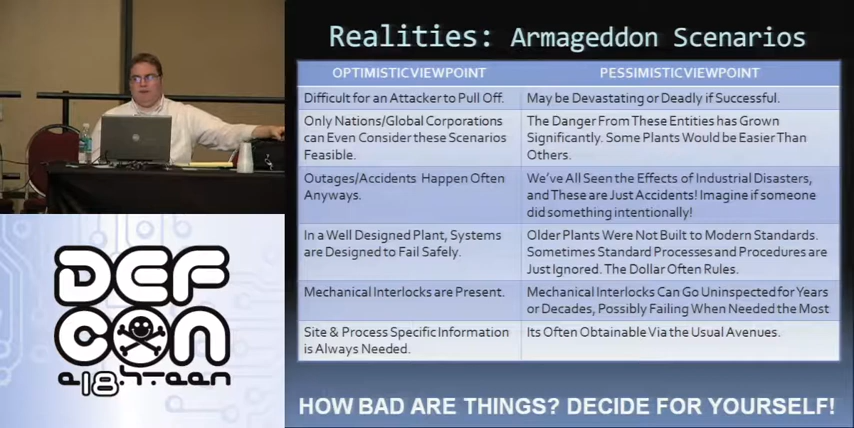 Realities: Armageddon Scenarios
OPTIMISTIC VIEWPOINT
PESSIMISTIC VIEWPOINT
Difficult for an Attacker to Pull Off.
May be Devastating or Deadly if Successful.
Only Nations/Global Corporations
can Even Consider these Scenarios
Feasible.
The Danger From These Entities has Grown
Significantly. Some Plants Would be Easier Than
Others.
Outages/Accidents Happen Often
Anyways.
We've All Seen the Effects of Industrial Disasters,
and These are Just Accidents! Imagine if someone
did something intentionally!
In a Well Designed Plant, Systems
are Designed to Fail Safely.
Older Plants Were Not Built to Modern Standards.
Sometimes Standard Processes and Procedures are
Just Ignored. The Dollar Often Rules.
Mechanical Interlocks are Present.
Mechanical Interlocks Can Go Uninspected for Years
or Decades, Possibly Failing When Needed the Most
Site & Process Specific Information
is Always Needed.
Its Often Obtainable Via the Usual Avenues.
HOW BAD ARE THINGS? DECIDE FOR YOURSELF!
DEF
CON
e18hteen